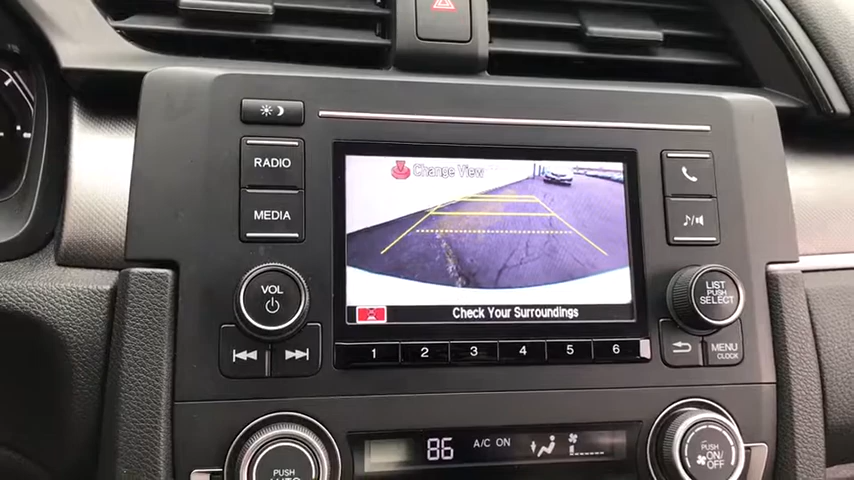 RADIO
MEDIA
VOL
Change View
Check Your Surroundings
1 2 3 4 5 6
LIST
PUSH
SELECT
MENU
CLOCK
86 A/C ON
PUSH
AUTO
PUSH
ON/
OFF